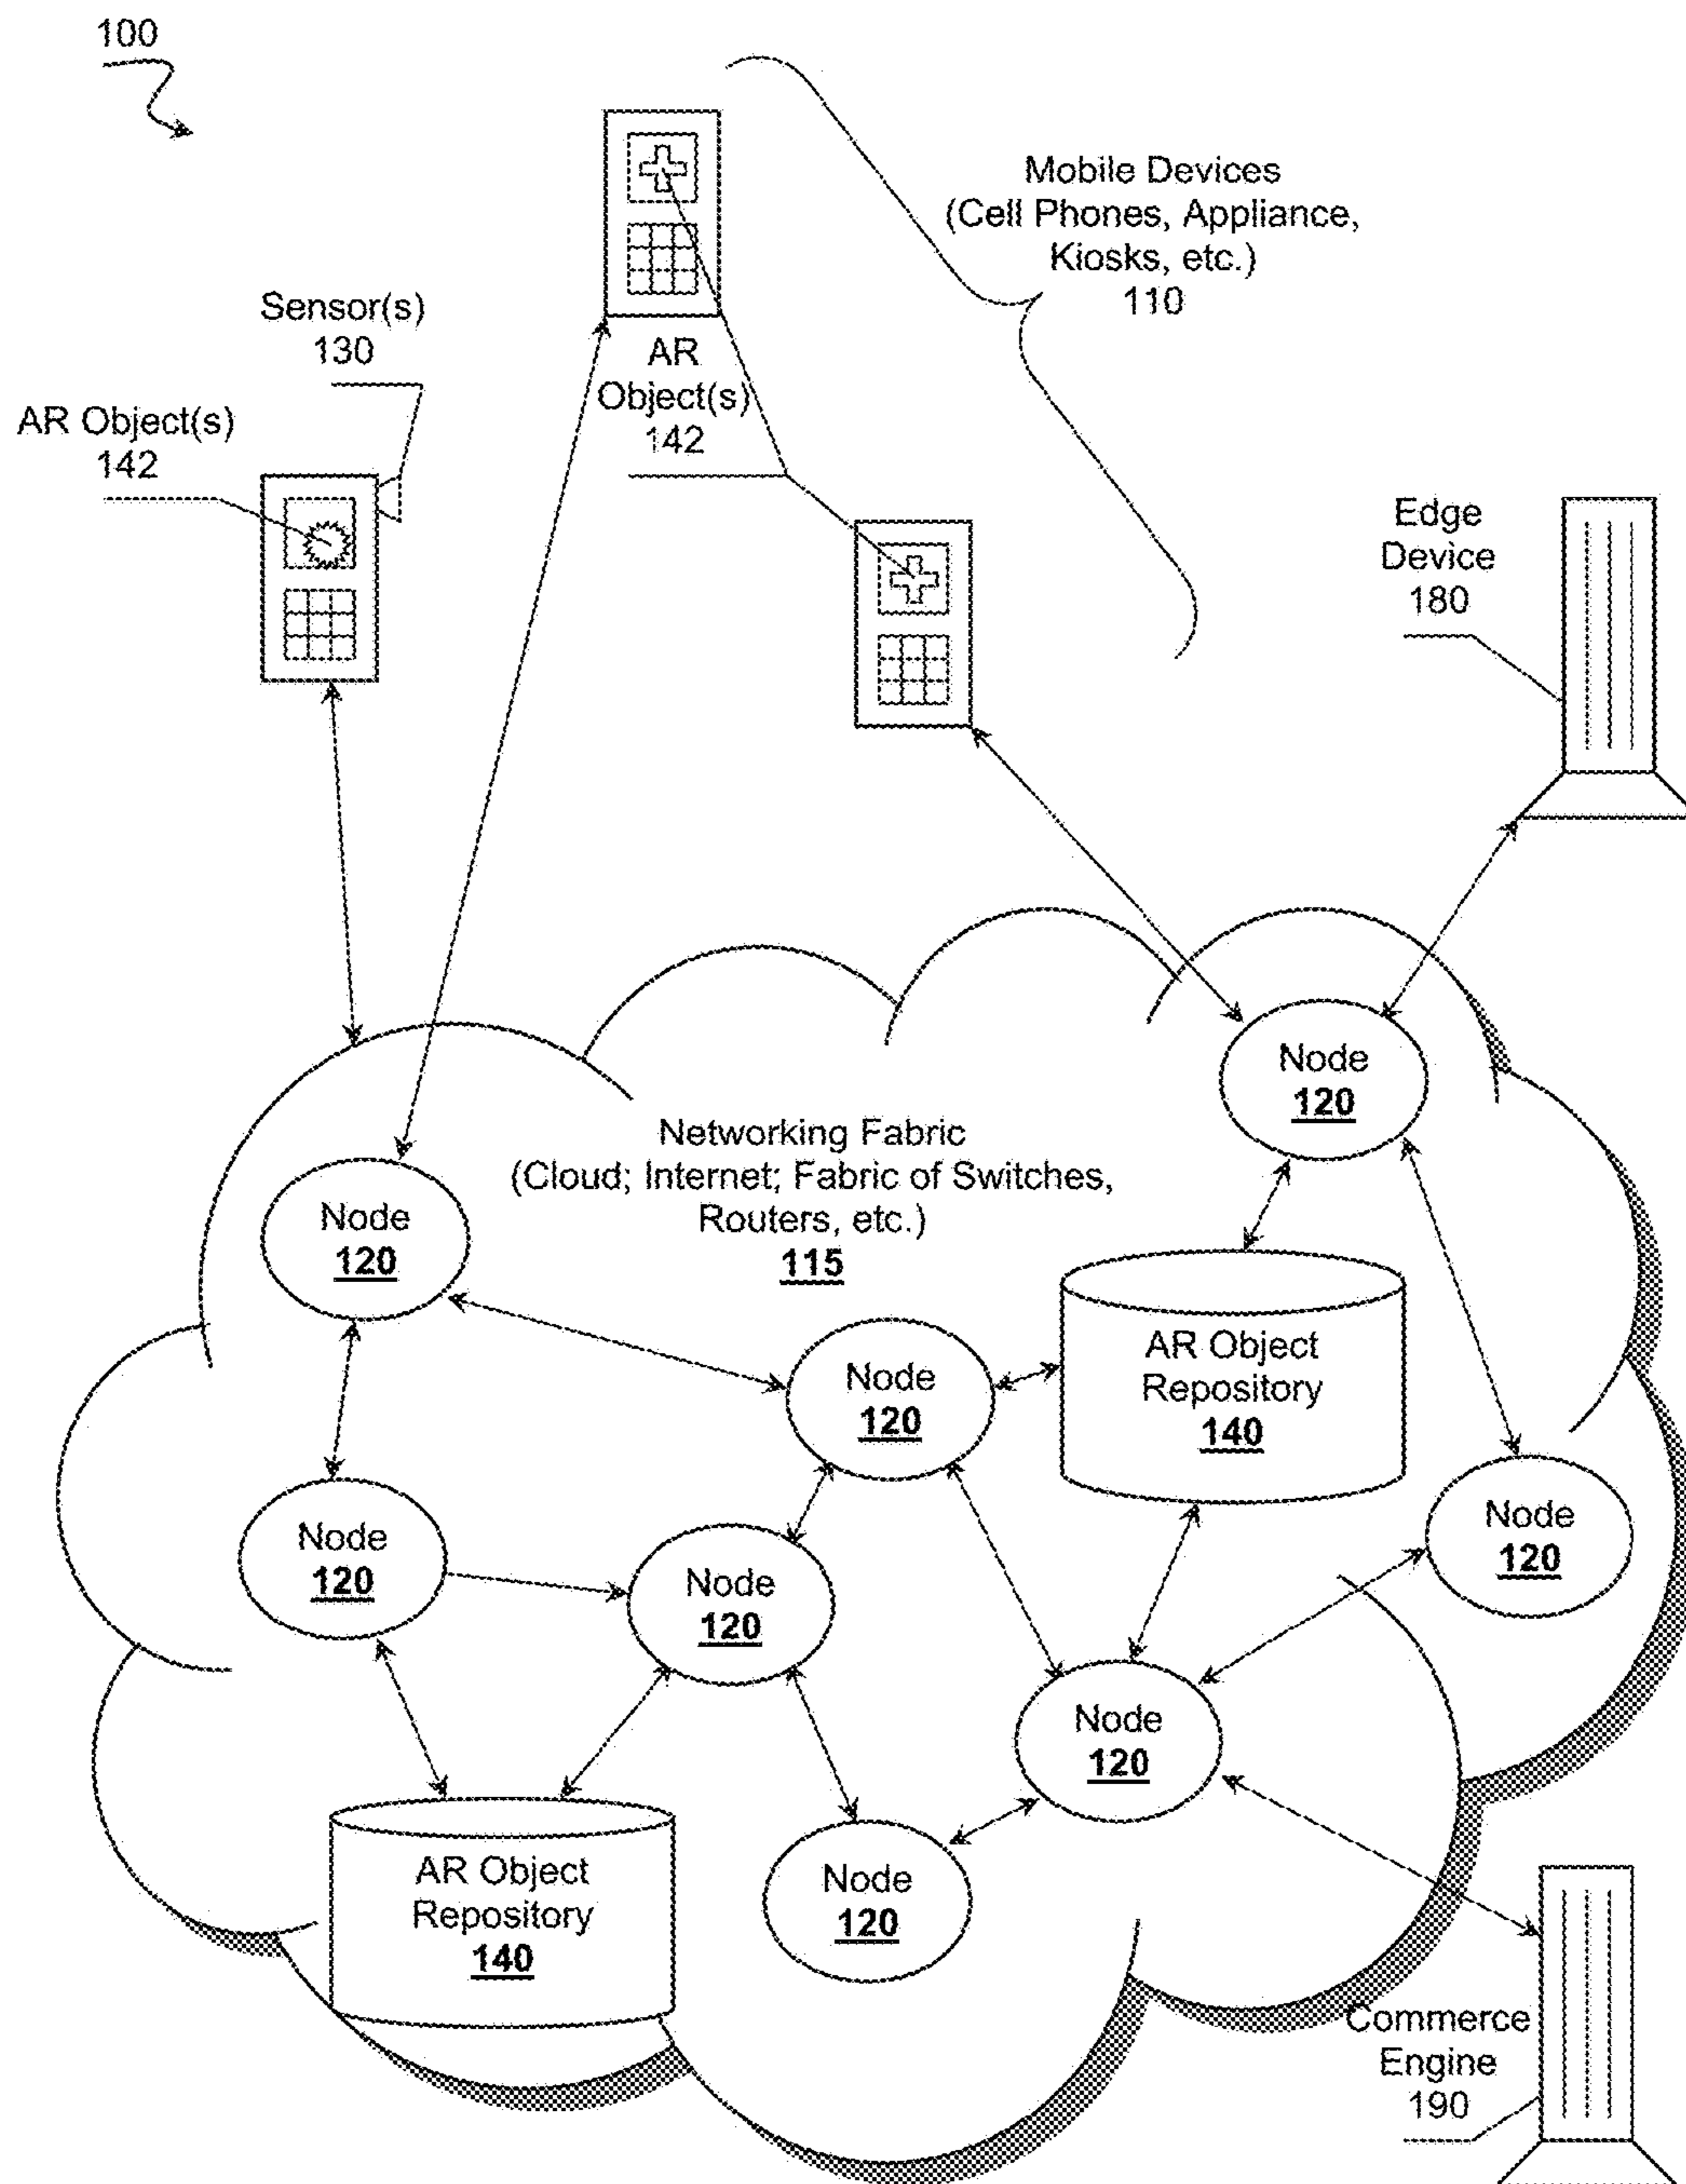 100
Mobile Devices
(Cell Phones, Appliance,
Kiosks, etc.)
110
Sensor(s)
130
AR
Object(s)
142
AR Object(s)
142
Edge
Device
180
Node
120
Networking Fabric
(Cloud; Internet; Fabric of Switches,
Routers, etc.)
115
Node
120
AR Object
Repository
140
Node
120
Node
120
Node
120
Node
120
Node
120
AR Object
Repository
140
Node
120
Commerce
Engine
190